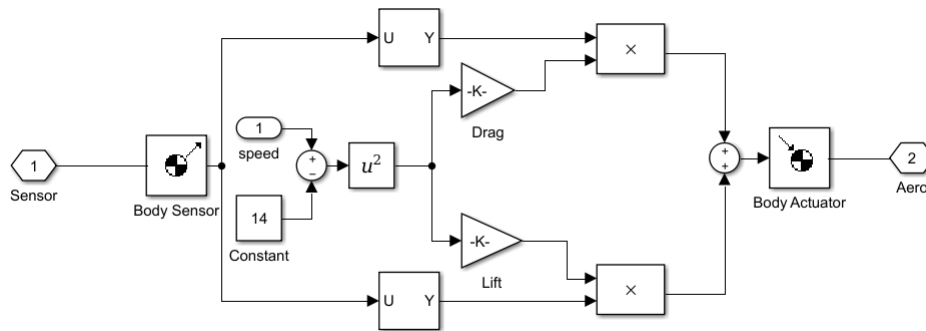 U Y
×
-K-
Drag
1
speed
+
−
u²
1
Sensor
Body Sensor
14
Constant
+
+
Body Actuator
2
Aero
-K-
Lift
U Y
×